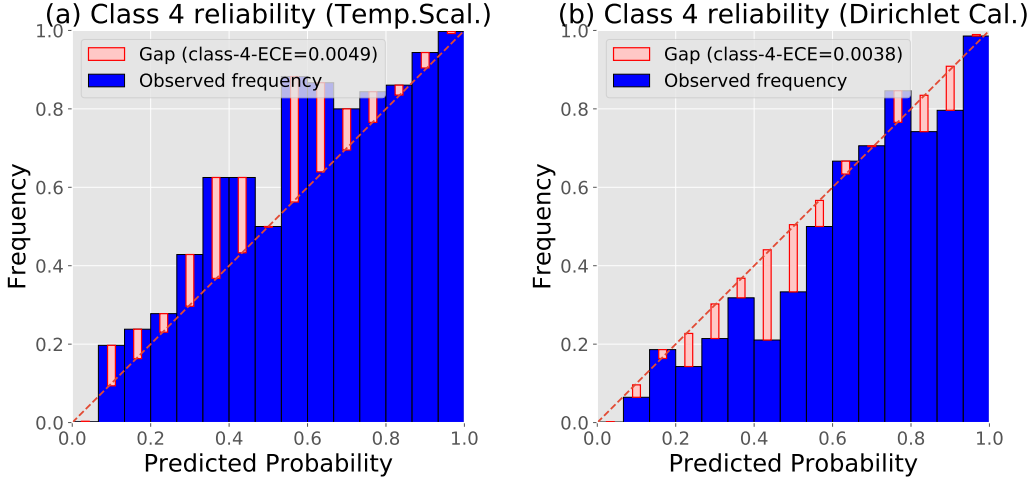 (a) Class 4 reliability (Temp.Scal.)
Gap (class-4-ECE=0.0049)
Observed frequency
Frequency
1.0
0.8
0.6
0.4
0.2
0.0
0.0 0.2 0.4 0.6 0.8 1.0
Predicted Probability
(b) Class 4 reliability (Dirichlet Cal.)
Gap (class-4-ECE=0.0038)
Observed frequency
Frequency
1.0
0.8
0.6
0.4
0.2
0.0
0.0 0.2 0.4 0.6 0.8 1.0
Predicted Probability